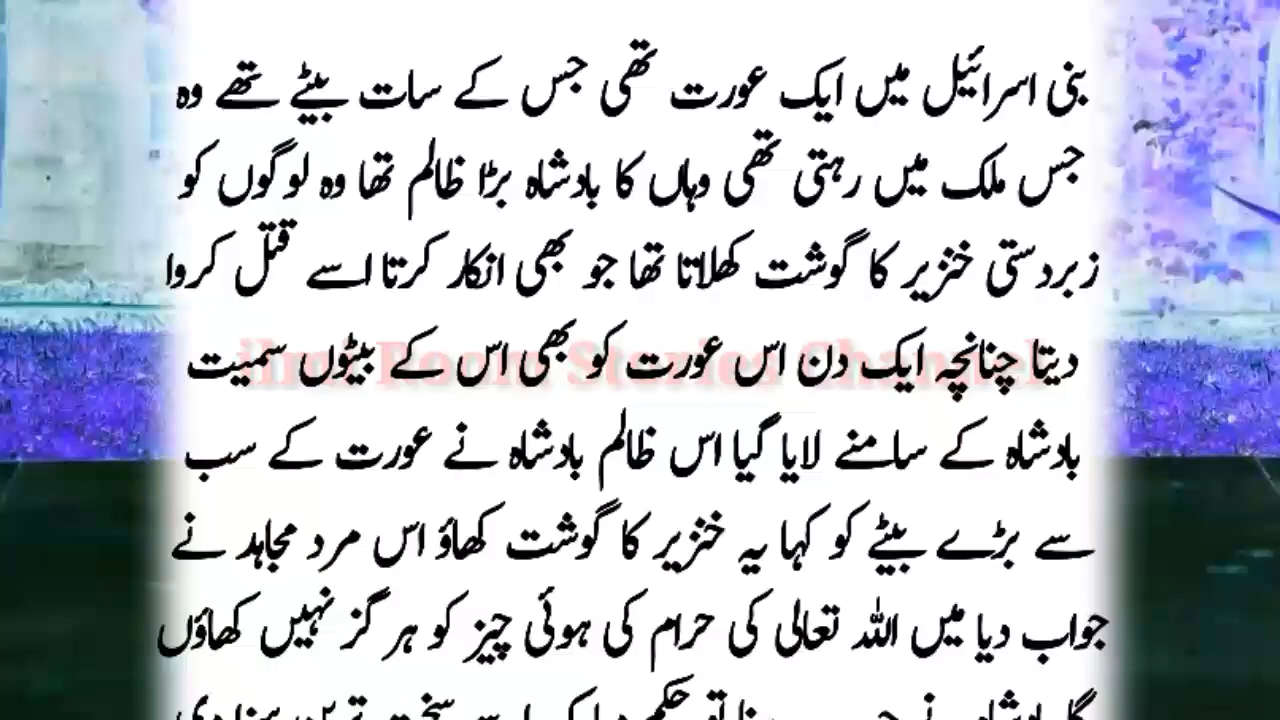 بنی اسرائیل میں ایک عورت تھی جس کے سات بیٹے تھے وہ
جس ملک میں رہتی تھی وہاں کا بادشاہ بڑا ظالم تھا وہ لوگوں کو
زبردستی خنزیر کا گوشت کھلاتا تھا جو بھی انکار کرتا اسے قتل کروا
دیتا چنانچہ ایک دن اس عورت کو بھی اس کے بیٹوں سمیت
بادشاہ کے سامنے لایا گیا اس ظالم بادشاہ نے عورت کے سب
سے بڑے بیٹے کو کہا یہ خنزیر کا گوشت کھاؤ اس مرد مجاہد نے
جواب دیا میں اللہ تعالی کی حرام کی ہوئی چیز کو ہر گز نہیں کھاؤں